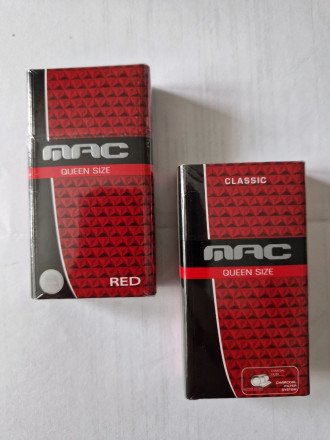 MAC
QUEEN SIZE
RED
CLASSIC
MAC
QUEEN SIZE
CHARCOAL
FILTER
SYSTEM